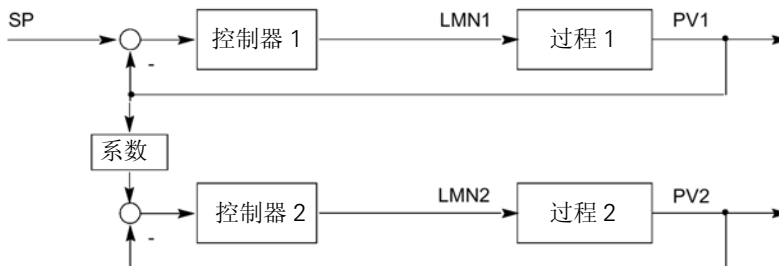 SP
控制器 1
LMN1
过程 1
PV1
-
系数
控制器 2
LMN2
过程 2
PV2
-